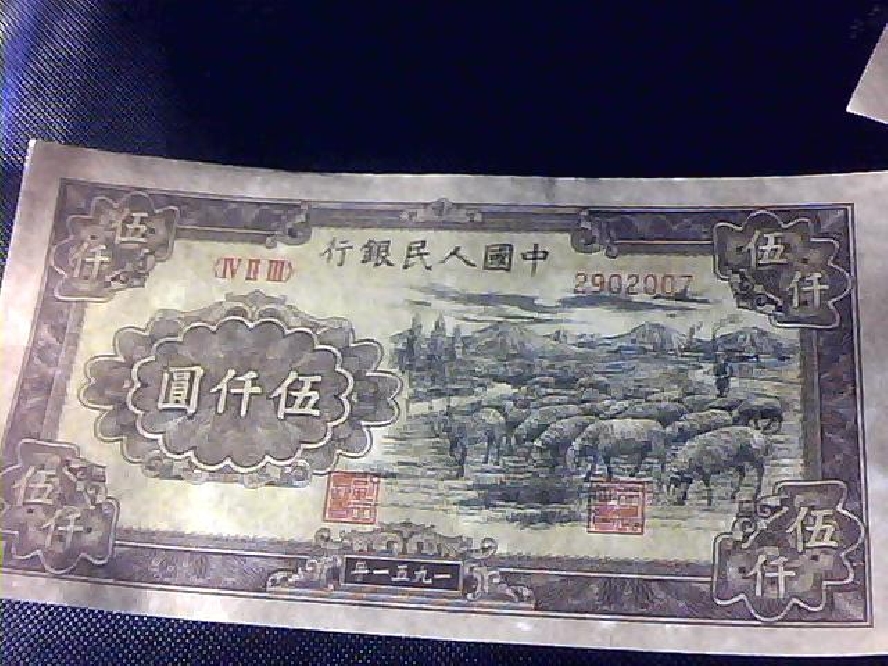 伍仟
伍仟
中國人民銀行
〈IV II III〉
2902007
伍仟圓
伍仟
伍仟
一九五一年